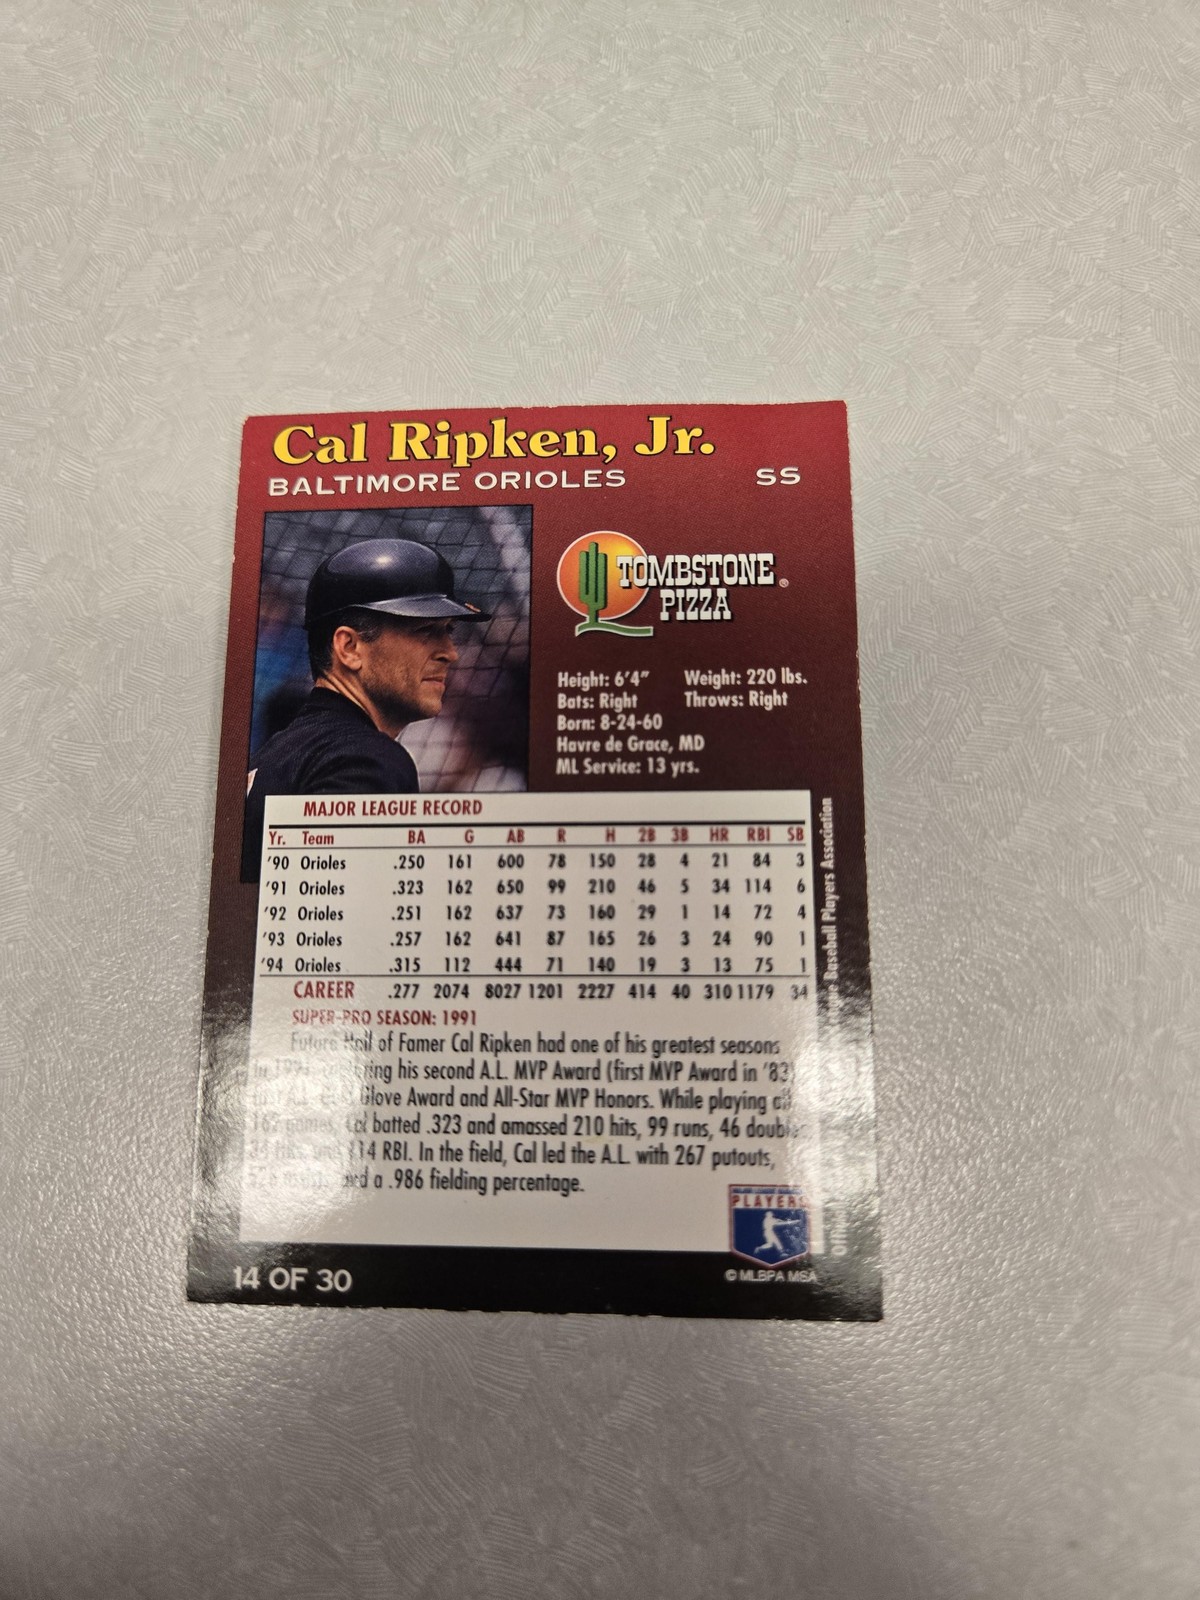 Cal Ripken, Jr.
BALTIMORE ORIOLES SS
TOMBSTONE
PIZZA
®
Height: 6'4" Weight: 220 lbs.
Bats: Right Throws: Right
Born: 8-24-60
Havre de Grace, MD
ML Service: 13 yrs.
MAJOR LEAGUE RECORD
Yr. Team BA G AB R H 2B 3B HR RBI SB
'90 Orioles .250 161 600 78 150 28 4 21 84 3
'91 Orioles .323 162 650 99 210 46 5 34 114 6
'92 Orioles .251 162 637 73 160 29 1 14 72 4
'93 Orioles .257 162 641 87 165 26 3 24 90 1
'94 Orioles .315 112 444 71 140 19 3 13 75 1
CAREER .277 2074 8027 1201 2227 414 40 310 1179 34
SUPER-PRO SEASON: 1991
Future Hall of Famer Cal Ripken had one of his greatest seasons
his second A.L. MVP Award (first MVP Award in '83)
Glove Award and All-Star MVP Honors. While playing all
162 games, Cal batted .323 and amassed 210 hits, 99 runs, 46 doubles,
114 RBI. In the field, Cal led the A.L. with 267 putouts,
and a .986 fielding percentage.
PLAYERS
© MLBPA MSA
14 OF 30
Baseball Players Association